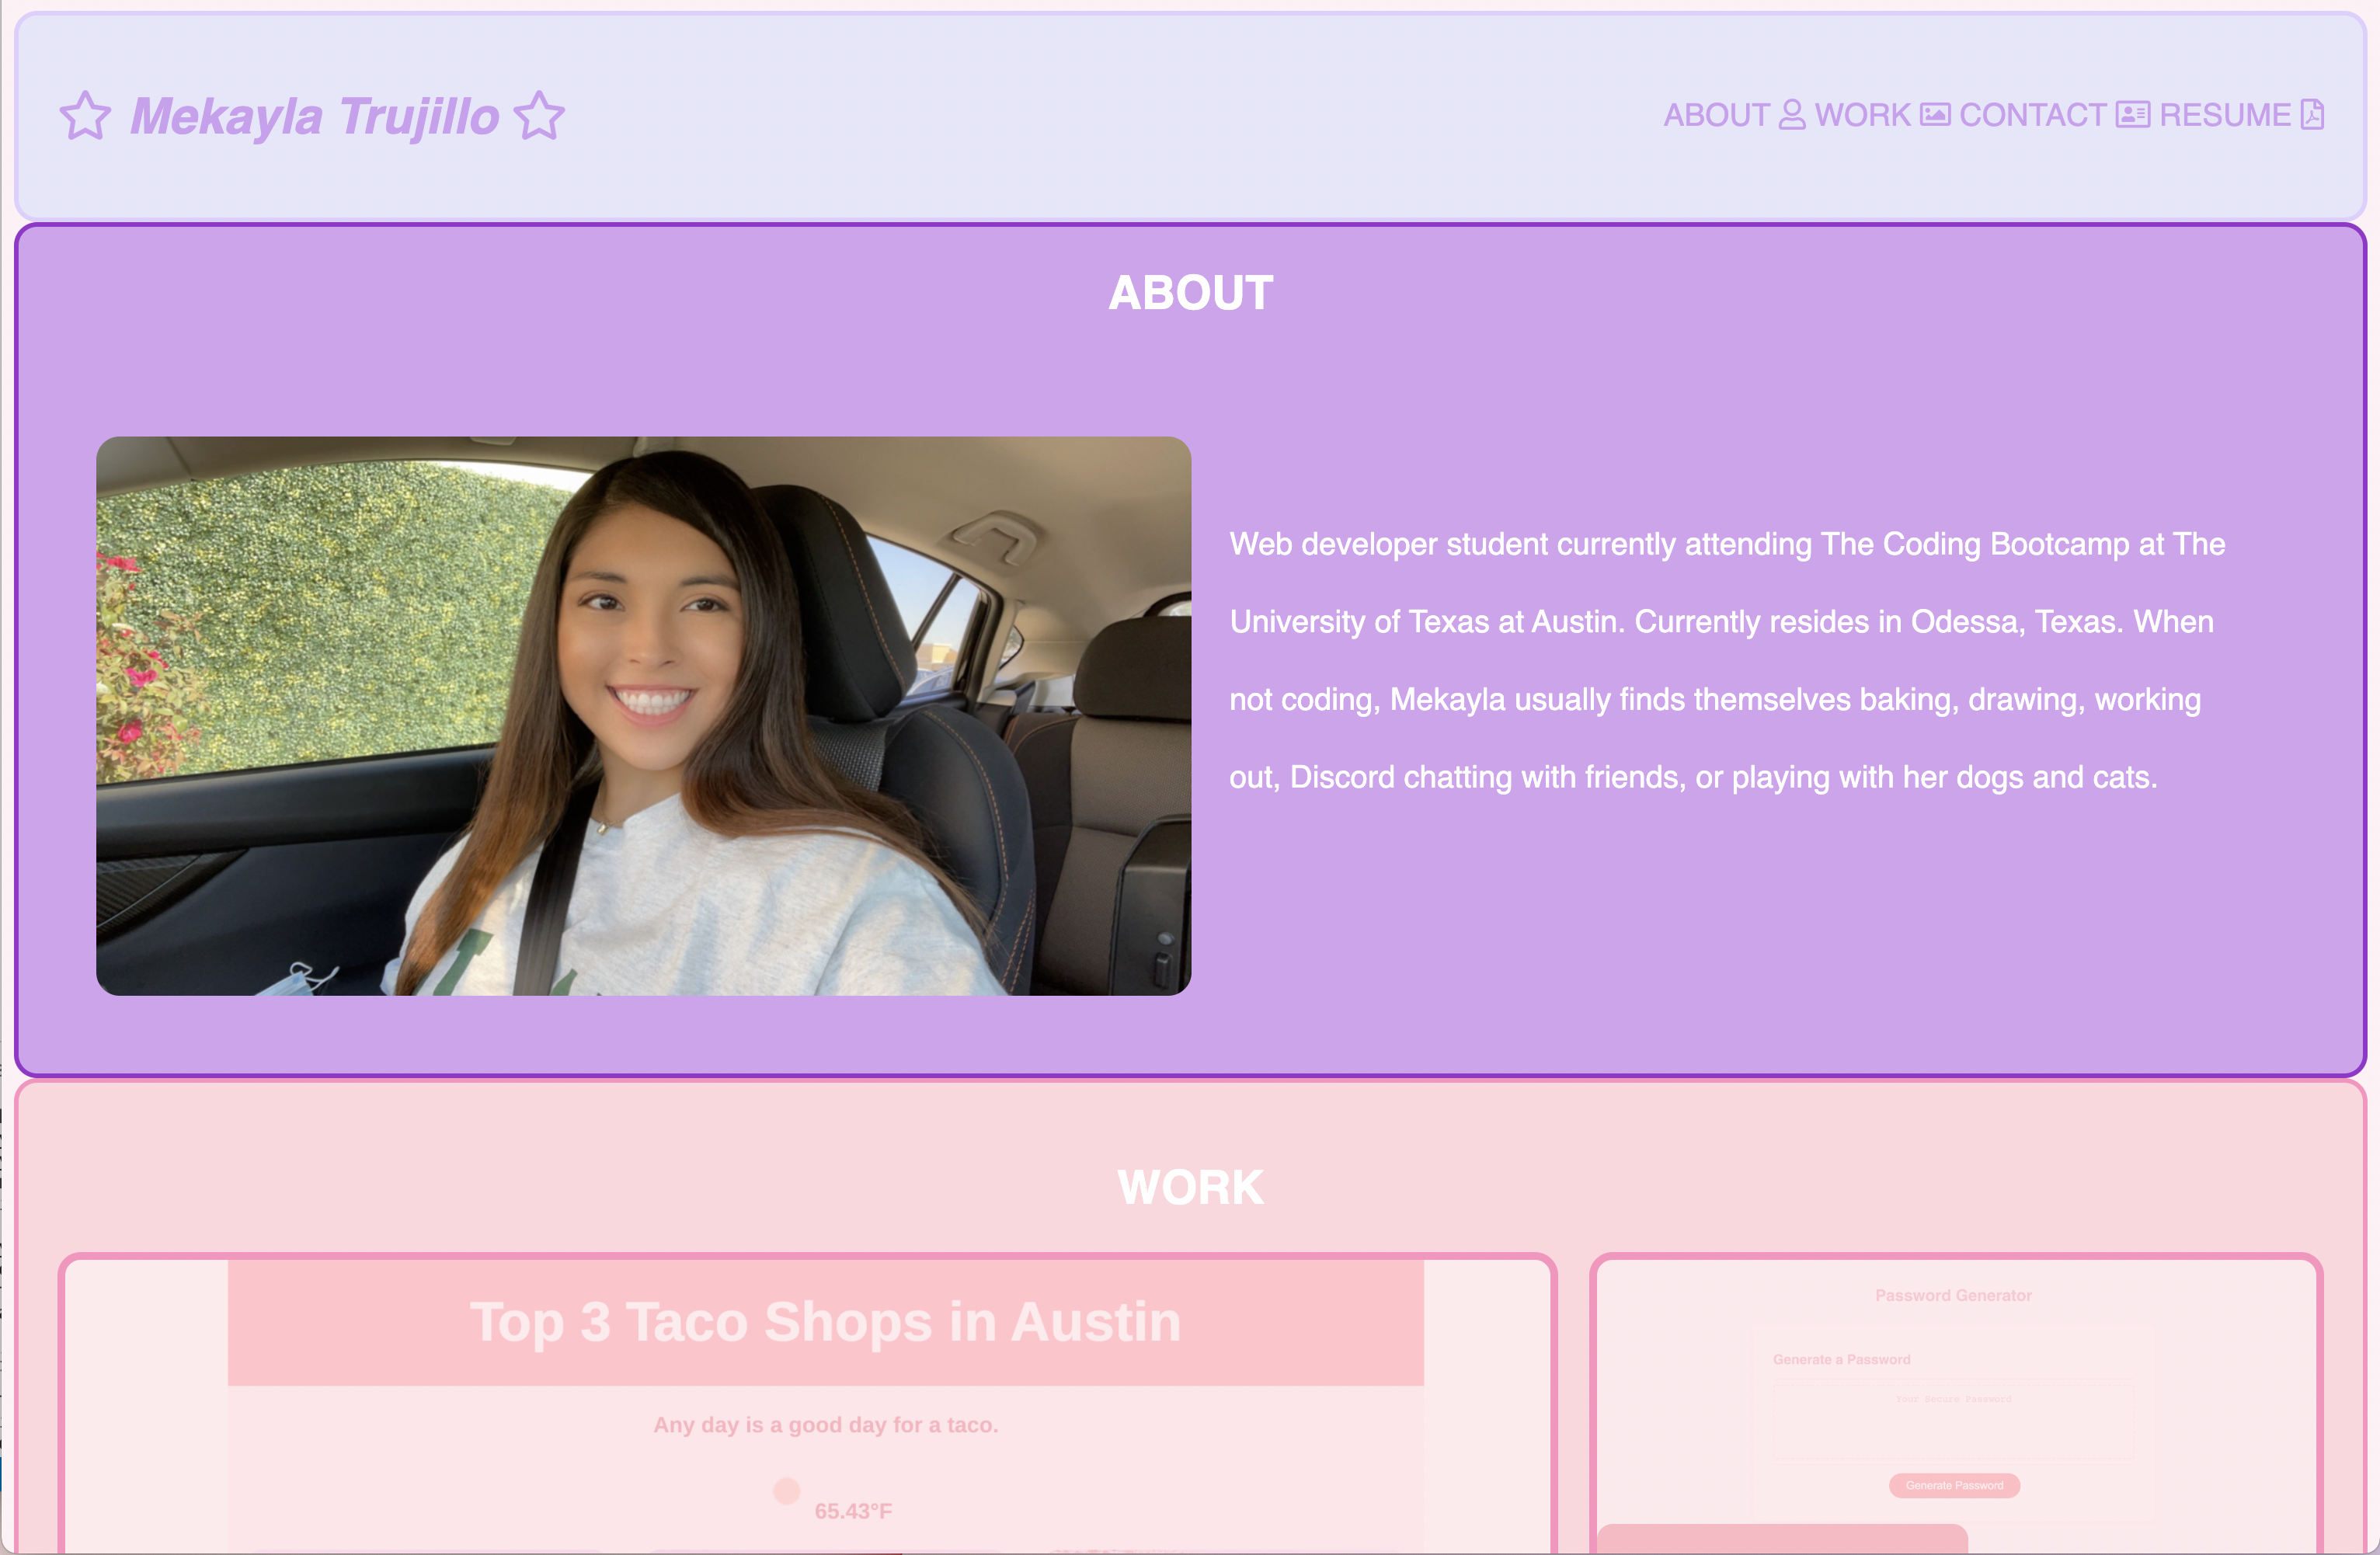 Mekayla Trujillo
ABOUT WORK CONTACT RESUME
ABOUT
Web developer student currently attending The Coding Bootcamp at The
University of Texas at Austin. Currently resides in Odessa, Texas. When
not coding, Mekayla usually finds themselves baking, drawing, working
out, Discord chatting with friends, or playing with her dogs and cats.
WORK
Top 3 Taco Shops in Austin
Any day is a good day for a taco.
65.43°F
Password Generator
Generate a Password
Your Secure Password
Generate Password